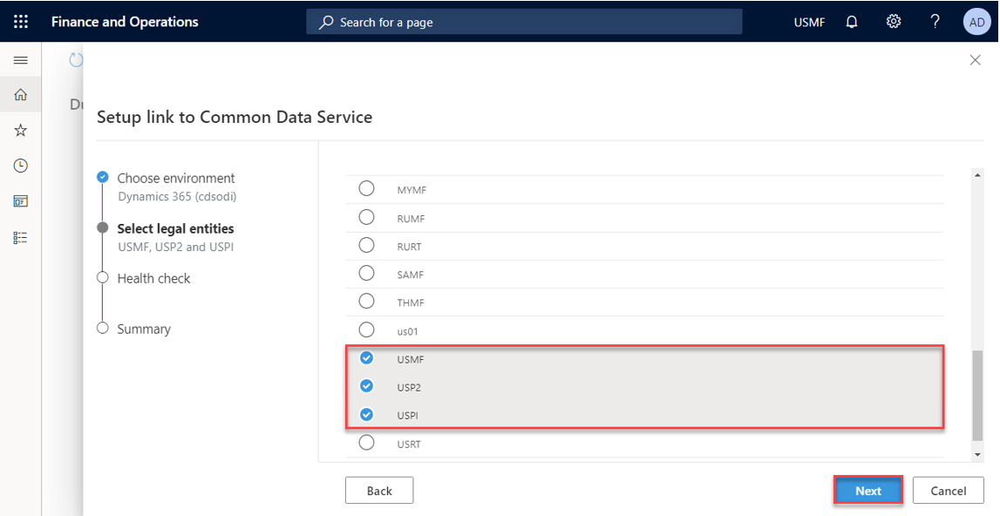 Finance and Operations
Search for a page
USMF
?
AD
Setup link to Common Data Service
Choose environment
Dynamics 365 (cdsodi)
Select legal entities
USMF, USP2 and USPI
Health check
Summary
MYMF
RUMF
RURT
SAMF
THMF
us01
USMF
USP2
USPI
USRT
Back
Next
Cancel